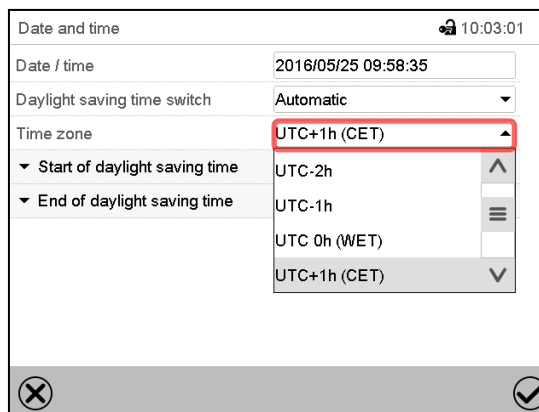 Date and time 10:03:01
Date / time 2016/05/25 09:58:35
Daylight saving time switch Automatic
Time zone UTC+1h (CET)
Start of daylight saving time
End of daylight saving time
UTC-2h
UTC-1h
UTC 0h (WET)
UTC+1h (CET)